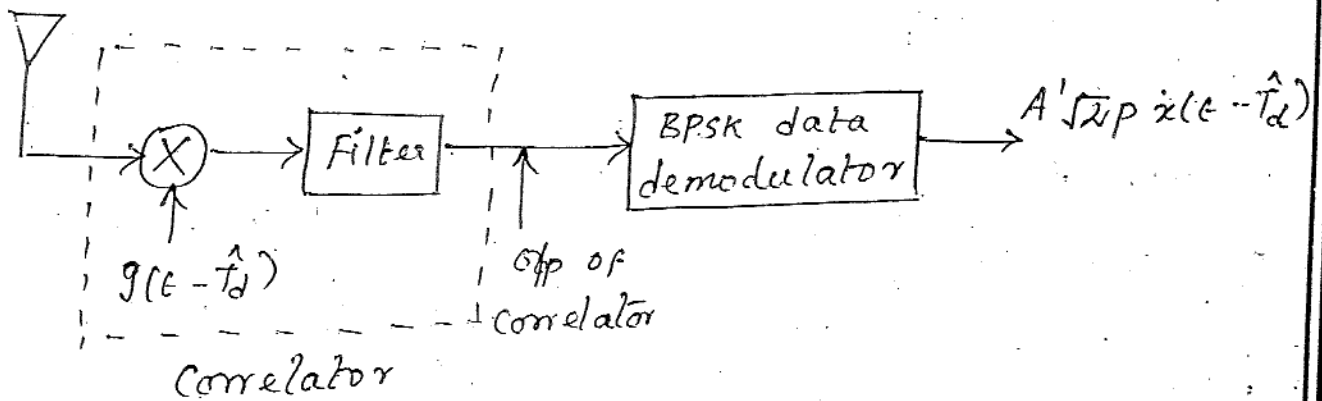 X
Filter
BPSK data
demodulator
A'√2p x̂(t - T̂d)
g(t - T̂d)
o/p of
correlator
Correlator